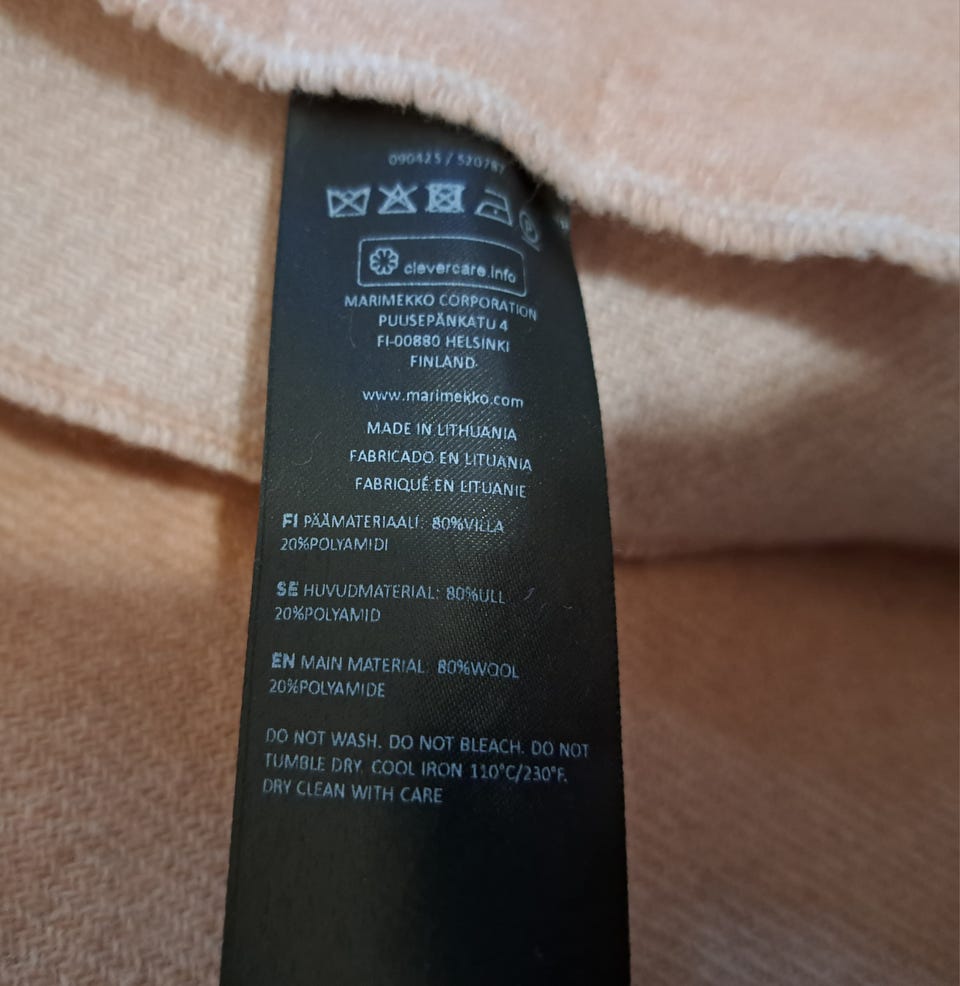 090425 / 520787
clevercare.info
MARIMEKKO CORPORATION
PUUSEPÄNKATU 4
FI-00880 HELSINKI
FINLAND
www.marimekko.com
MADE IN LITHUANIA
FABRICADO EN LITUANIA
FABRIQUÉ EN LITUANIE
FI PÄÄMATERIAALI: 80%VILLA
20%POLYAMIDI
SE HUVUDMATERIAL: 80%ULL
20%POLYAMID
EN MAIN MATERIAL: 80%WOOL
20%POLYAMIDE
DO NOT WASH. DO NOT BLEACH. DO NOT
TUMBLE DRY. COOL IRON 110°C/230°F.
DRY CLEAN WITH CARE